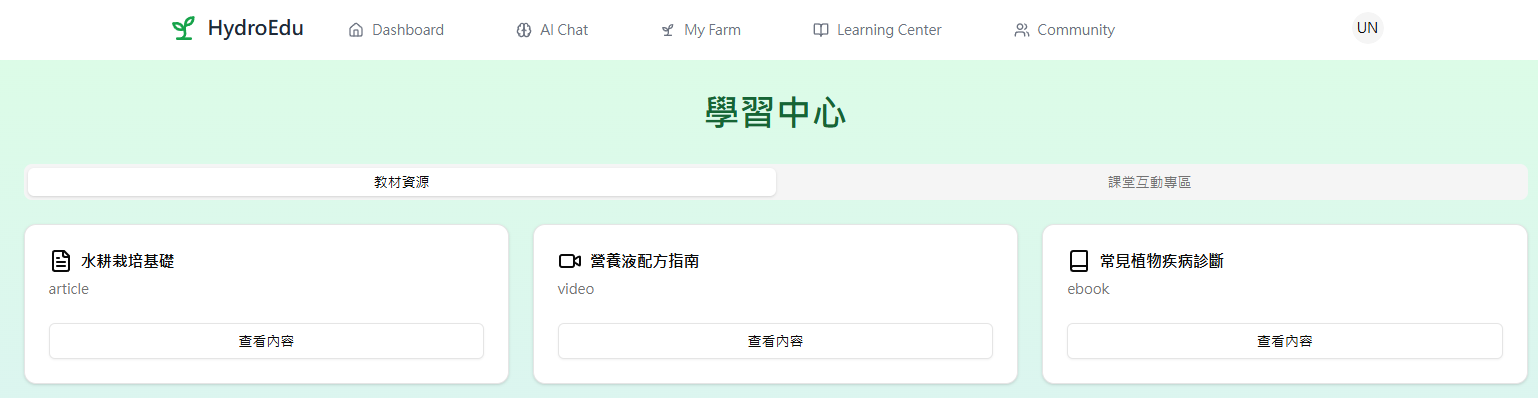 HydroEdu Dashboard AI Chat My Farm Learning Center Community UN
學習中心
教材資源 課堂互動專區
水耕栽培基礎 營養液配方指南 常見植物疾病診斷
article video ebook
查看內容 查看內容 查看內容